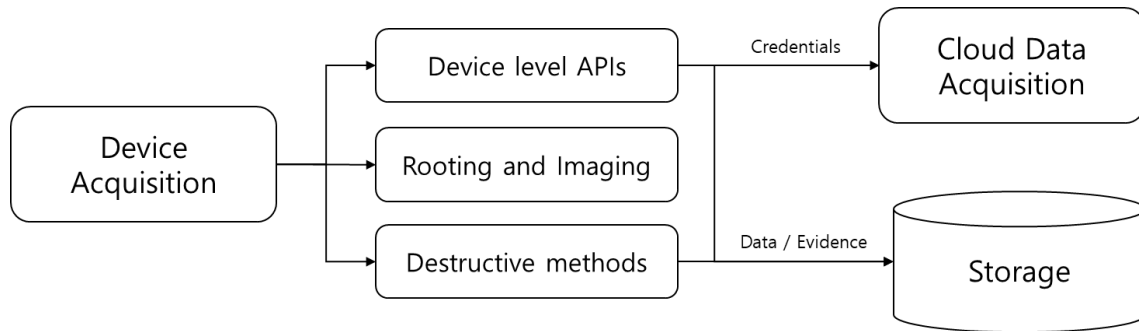 Device
Acquisition
Device level APIs
Rooting and Imaging
Destructive methods
Credentials
Data / Evidence
Cloud Data
Acquisition
Storage